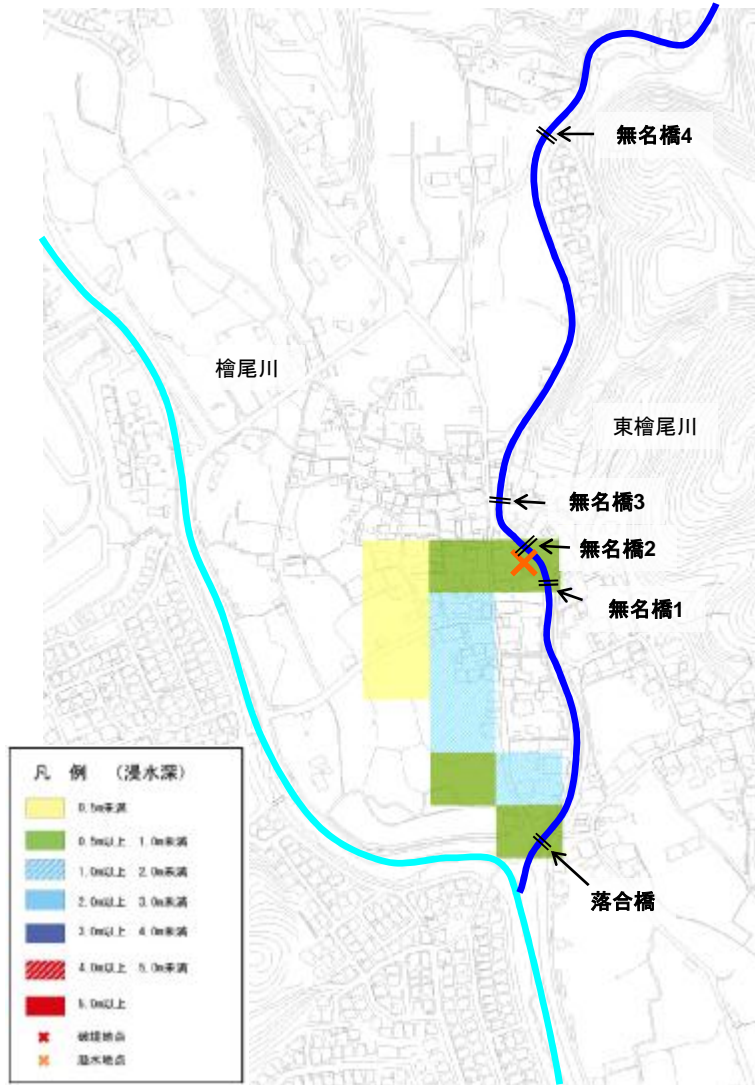 無名橋4
檜尾川
東檜尾川
無名橋3
無名橋2
無名橋1
落合橋
凡 例 (浸水深)
0.5m未満
0.5m以上 1.0m未満
1.0m以上 2.0m未満
2.0m以上 3.0m未満
3.0m以上 4.0m未満
4.0m以上 5.0m未満
5.0m以上
破堤地点
溢水地点